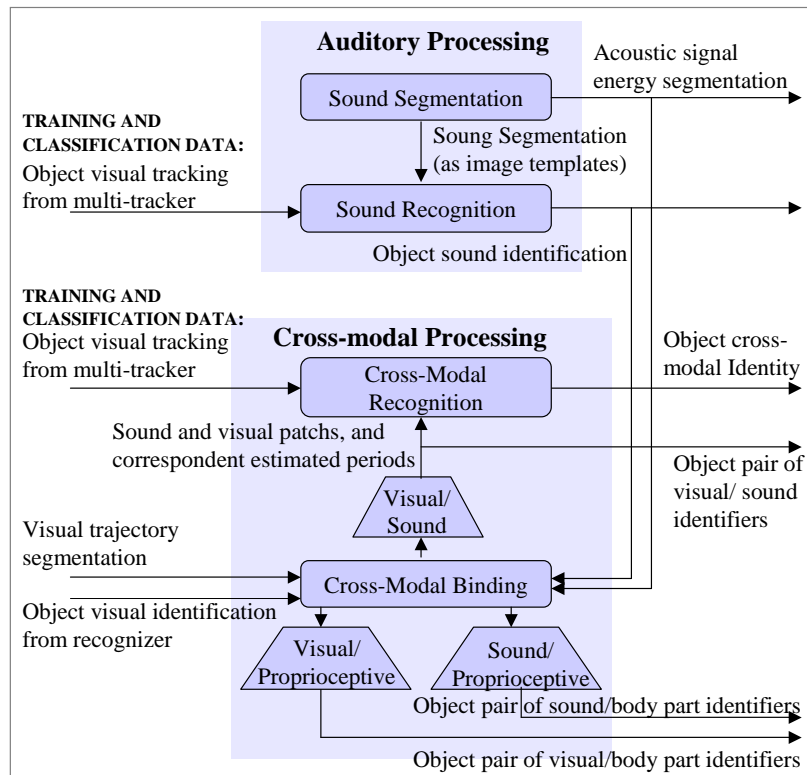 Auditory Processing
Acoustic signal
energy segmentation
Sound Segmentation
TRAINING AND
CLASSIFICATION DATA:
Object visual tracking
from multi-tracker
Soung Segmentation
(as image templates)
Sound Recognition
Object sound identification
TRAINING AND
CLASSIFICATION DATA:
Object visual tracking
from multi-tracker
Cross-modal Processing
Cross-Modal
Recognition
Object cross-
modal Identity
Sound and visual patchs, and
correspondent estimated periods
Object pair of
visual/ sound
identifiers
Visual/
Sound
Visual trajectory
segmentation
Cross-Modal Binding
Object visual identification
from recognizer
Visual/
Proprioceptive
Sound/
Proprioceptive
Object pair of sound/body part identifiers
Object pair of visual/body part identifiers